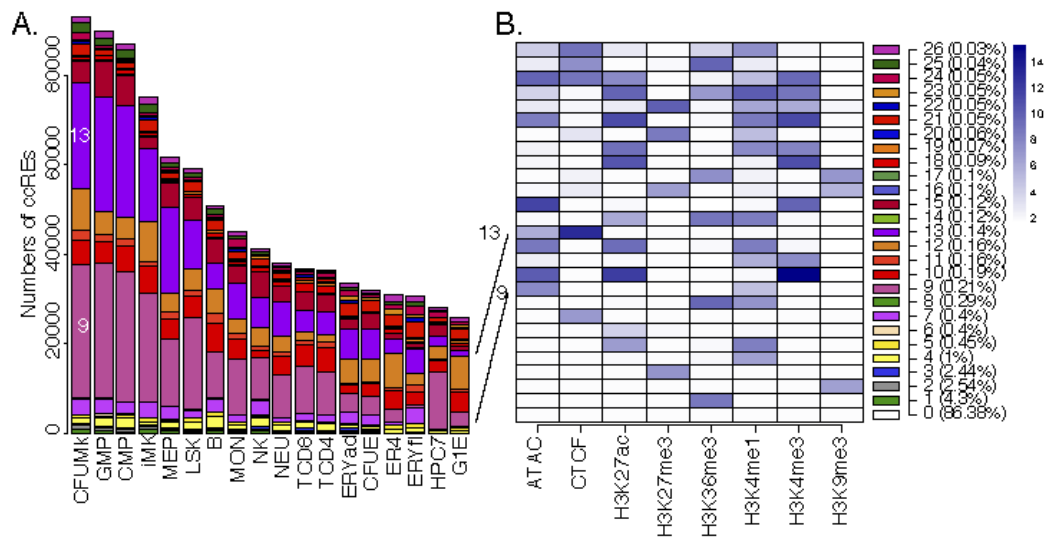 A.
Numbers of ccREs
80000
60000
40000
20000
0
13
9
CFUMk
GMP
CMP
iMK
MEP
LSK
B
MON
NK
NEU
TCD8
TCD4
ERYad
CFUE
ER4
ERYfl
HPC7
G1E
B.
13
9
ATAC
CTCF
H3K27ac
H3K27me3
H3K36me3
H3K4me1
H3K4me3
H3K9me3
26 (0.03%)
25 (0.04%)
24 (0.05%)
23 (0.05%)
22 (0.05%)
21 (0.05%)
20 (0.06%)
19 (0.07%)
18 (0.09%)
17 (0.1%)
16 (0.1%)
15 (0.12%)
14 (0.12%)
13 (0.14%)
12 (0.16%)
11 (0.16%)
10 (0.19%)
9 (0.21%)
8 (0.29%)
7 (0.4%)
6 (0.4%)
5 (0.45%)
4 (1%)
3 (2.44%)
2 (2.54%)
1 (4.3%)
0 (86.38%)
14
12
10
8
6
4
2